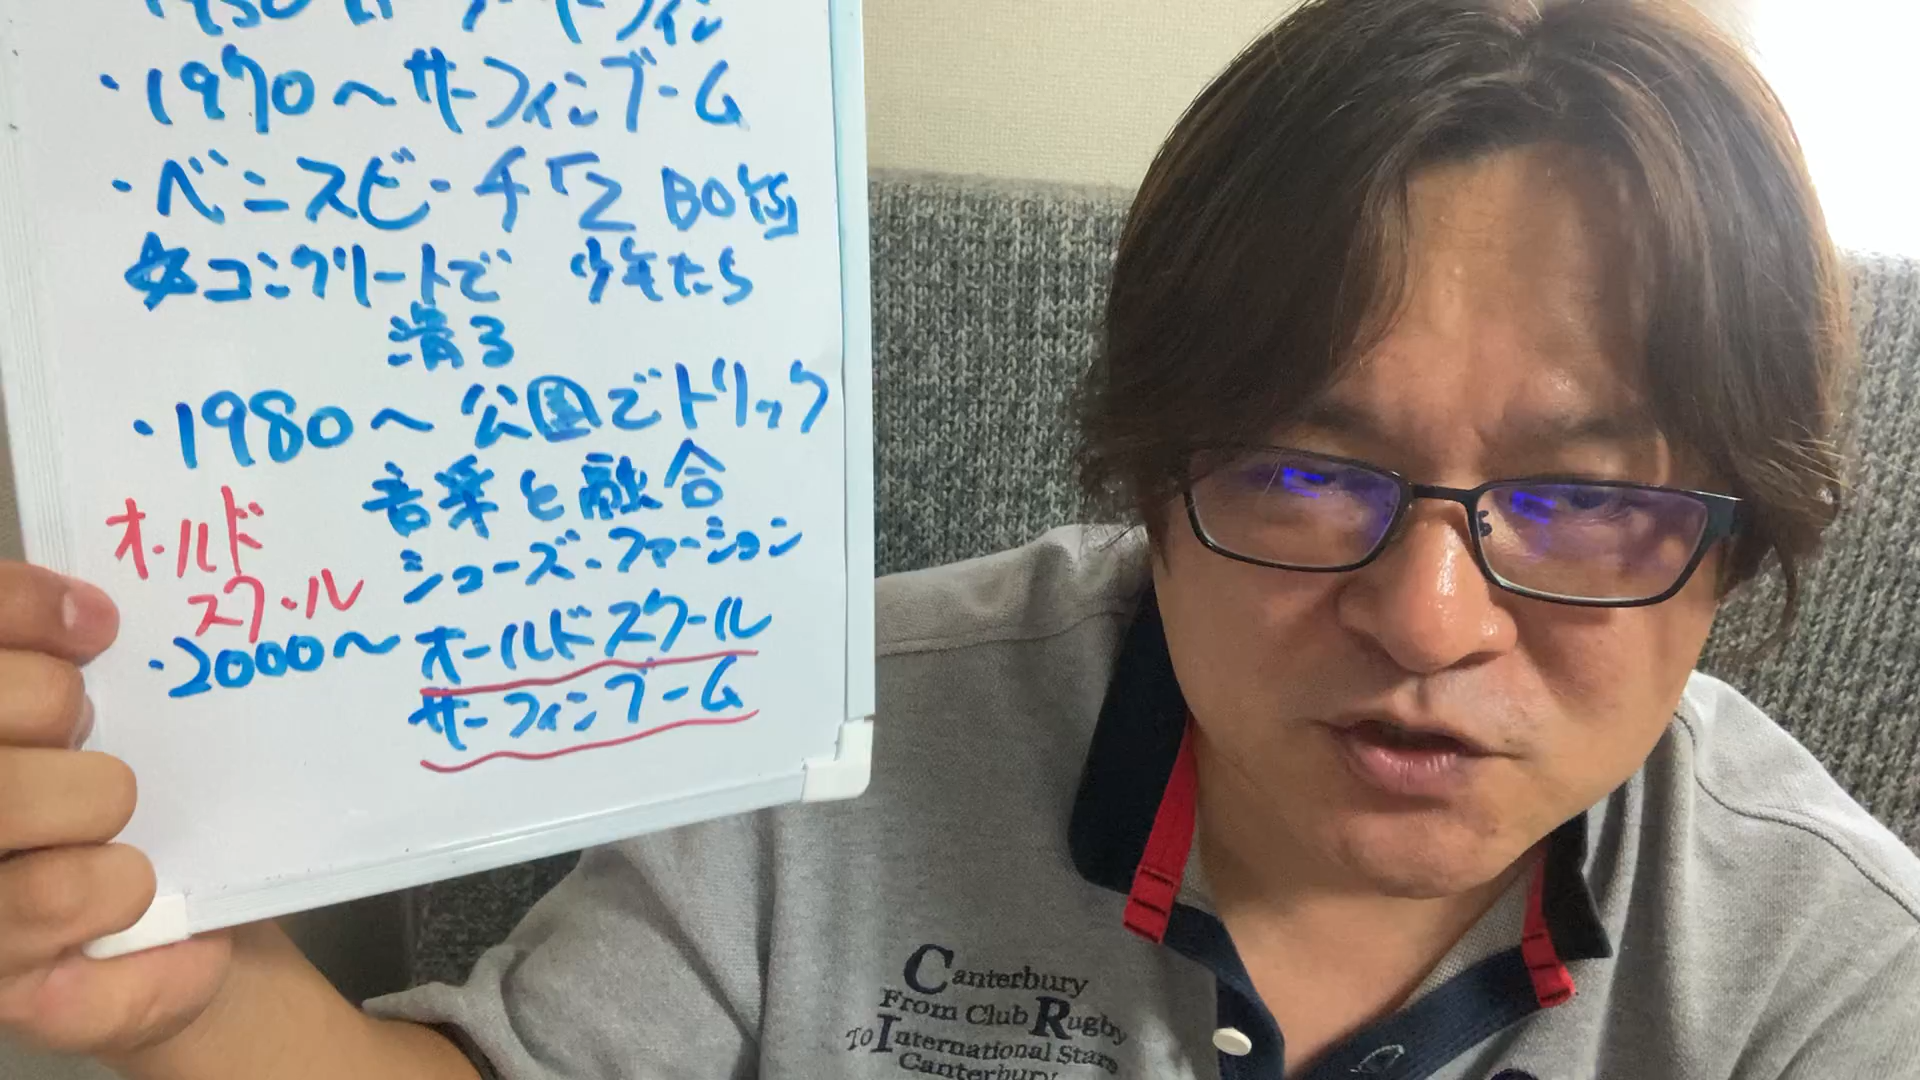 ・1970～サーフィンブーム
・ベニスビーチ「Z BOYS」
☆コンクリートで 少年たち
滑る
・1980～公園でトリック
音楽と融合
シューズ・ファッション
オールド
スクール
・2000～オールドスクール
サーフィンブーム
Canterbury
From Club Rugby
To International Stars
Canterbury